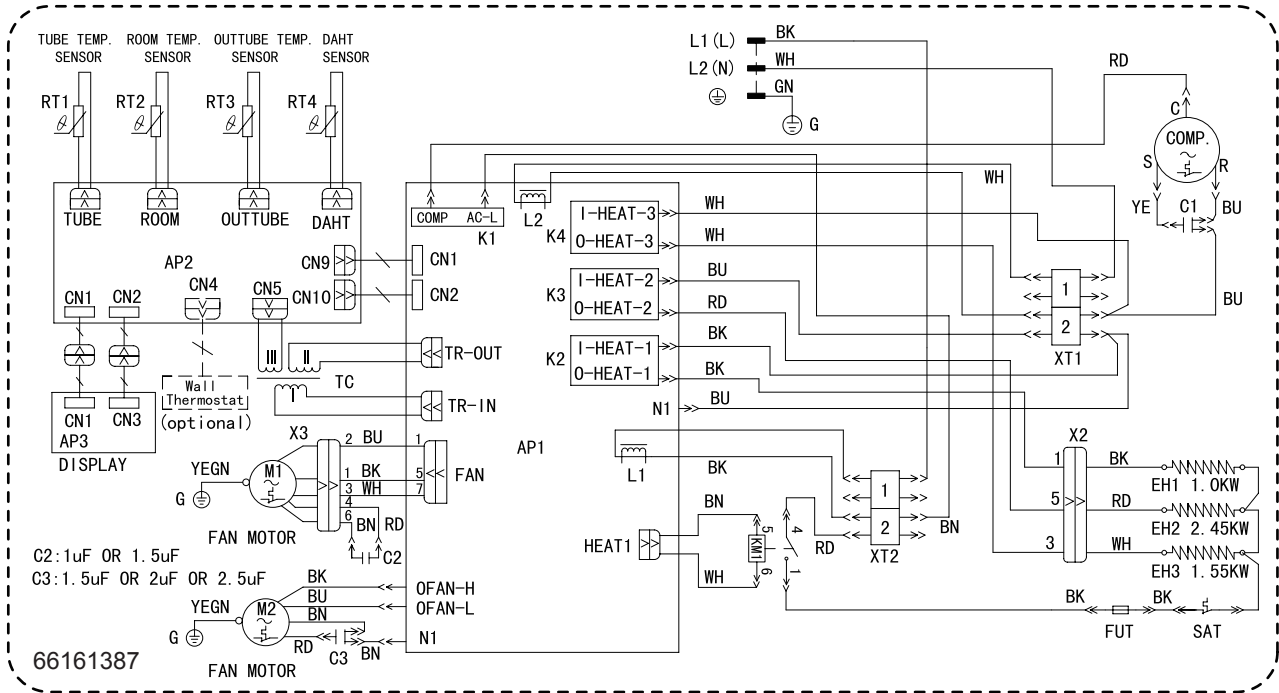 TUBE TEMP. SENSOR
ROOM TEMP. SENSOR
OUTTUBE TEMP. SENSOR
DAHT SENSOR
RT1
RT2
RT3
RT4
θ
θ
θ
θ
TUBE
ROOM
OUTTUBE
DAHT
AP2
CN9
CN10
CN1
CN2
CN1
CN2
CN4
CN5
III
II
I
TC
Wall
Thermostat
(optional)
CN1
CN3
AP3
DISPLAY
TR-OUT
TR-IN
X3
2
BU
1
1
BK
5
3
WH
7
4
6
BN
RD
C2
FAN
YEGN
G
M1
FAN MOTOR
C2:1uF OR 1.5uF
C3:1.5uF OR 2uF OR 2.5uF
BK
BU
BN
YEGN
G
M2
RD
C3
BN
OFAN-H
OFAN-L
N1
FAN MOTOR
66161387
AP1
COMP
AC-L
K1
L2
K4
I-HEAT-3
O-HEAT-3
K3
I-HEAT-2
O-HEAT-2
K2
I-HEAT-1
O-HEAT-1
N1
WH
WH
BU
RD
BK
BK
BU
L1
BK
HEAT1
BN
WH
5
KM1
6
4
1
RD
1
2
XT2
BN
L1(L)
BK
L2(N)
WH
GN
G
RD
C
COMP.
S
R
YE
C1
BU
BU
WH
1
2
XT1
X2
1
BK
EH1 1.0KW
5
RD
EH2 2.45KW
3
WH
EH3 1.55KW
BK
FUT
BK
SAT